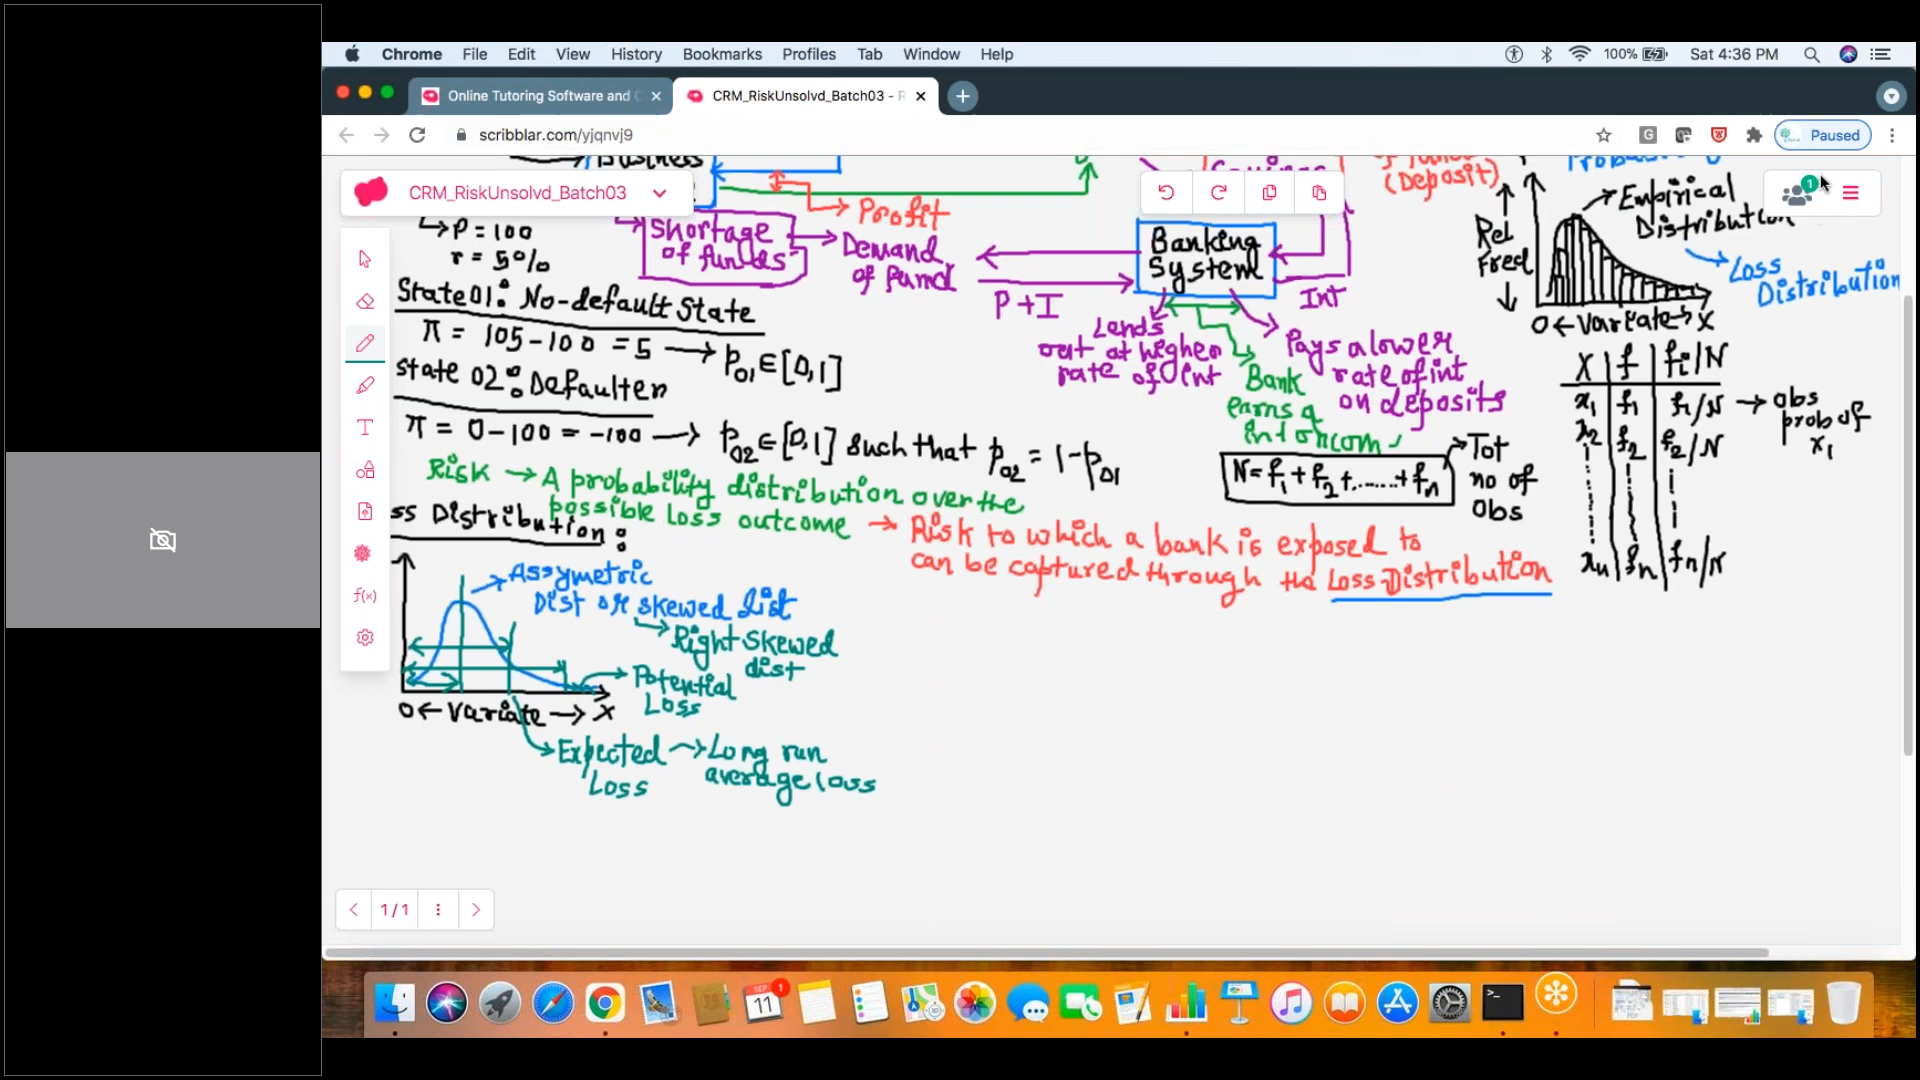 Chrome File Edit View History Bookmarks Profiles Tab Window Help
100% Sat 4:36 PM
Online Tutoring Software and
CRM_RiskUnsolvd_Batch03 - R
scribblar.com/yjqnvj9
Paused
CRM_RiskUnsolvd_Batch03
1
Business
Profit
Shortage
of funds
Demand
of fund
P + I
Banking
System
Int
(Deposit)
Lends
out at higher
rate of int
Pays a lower
rate of int
on deposits
Bank
earns a
int on com
P = 100
r = 5%
State 01: No-default State
π = 105 - 100 = 5 → p01 ∈ [0,1]
State 02: Defaulter
π = 0 - 100 = -100 → p02 ∈ [0,1] such that p02 = 1 - p01
Risk → A probability distribution over the
possible Loss outcome → Risk to which a bank is exposed to
can be captured through the Loss Distribution
ss Distribution:
Assymetric
Dist or skewed dist
Right Skewed
dist
Potential
Loss
0 ← Variate → X
Expected
Loss
Long run
average loss
N = f1 + f2 + ....... + fn
Tot
no of
obs
Empirical
Distribution
Loss
Distribution
Rel
Freq
0 ← Variate → X
X f fi/N
x1 f1 f1/N → obs
prob of
x1
x2 f2 f2/N
xn fn fn/N
1 / 1
f(x)
SEP
11
1